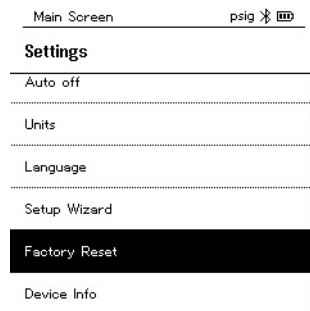 Main Screen psig
Settings
Auto off
Units
Language
Setup Wizard
Factory Reset
Device Info